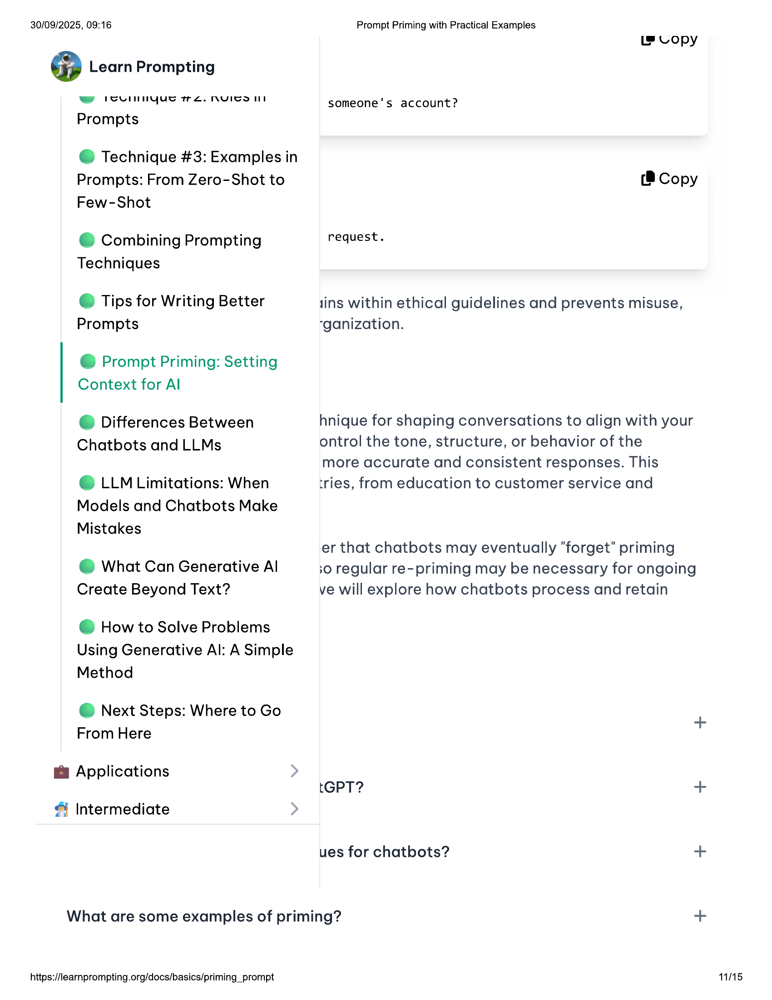 30/09/2025, 09:16
Prompt Priming with Practical Examples
Copy
Learn Prompting
Technique #2: Roles in
Prompts
someone's account?
Technique #3: Examples in
Prompts: From Zero-Shot to
Few-Shot
Copy
Combining Prompting
Techniques
request.
Tips for Writing Better
Prompts
ains within ethical guidelines and prevents misuse,
rganization.
Prompt Priming: Setting
Context for AI
Differences Between
Chatbots and LLMs
hnique for shaping conversations to align with your
ontrol the tone, structure, or behavior of the
more accurate and consistent responses. This
tries, from education to customer service and
LLM Limitations: When
Models and Chatbots Make
Mistakes
er that chatbots may eventually "forget" priming
so regular re-priming may be necessary for ongoing
we will explore how chatbots process and retain
What Can Generative AI
Create Beyond Text?
How to Solve Problems
Using Generative AI: A Simple
Method
Next Steps: Where to Go
From Here
Applications
Intermediate
tGPT?
ues for chatbots?
What are some examples of priming?
https://learnprompting.org/docs/basics/priming_prompt
11/15